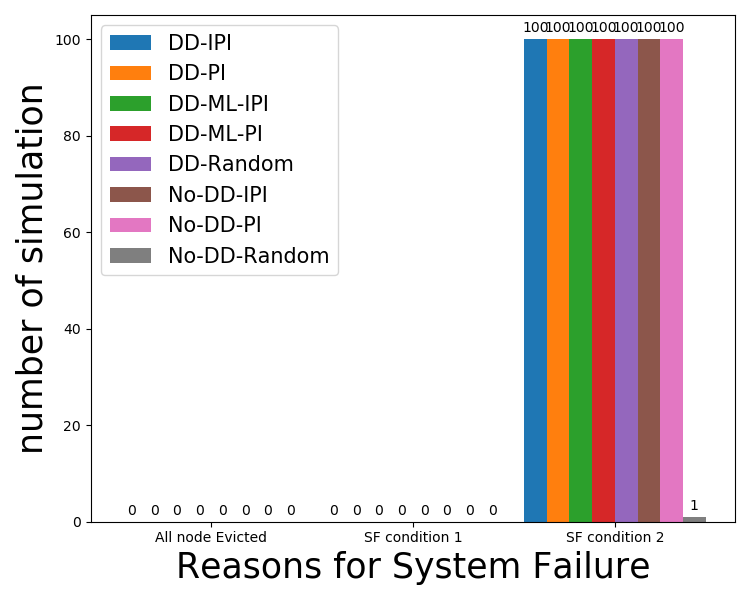 100 100 100 100 100 100 100
100
DD-IPI
DD-PI
DD-ML-IPI
DD-ML-PI
DD-Random
No-DD-IPI
No-DD-PI
No-DD-Random
80
60
40
20
0
number of simulation
0 0 0 0 0 0 0 0
0 0 0 0 0 0 0 0
1
All node Evicted
SF condition 1
SF condition 2
Reasons for System Failure